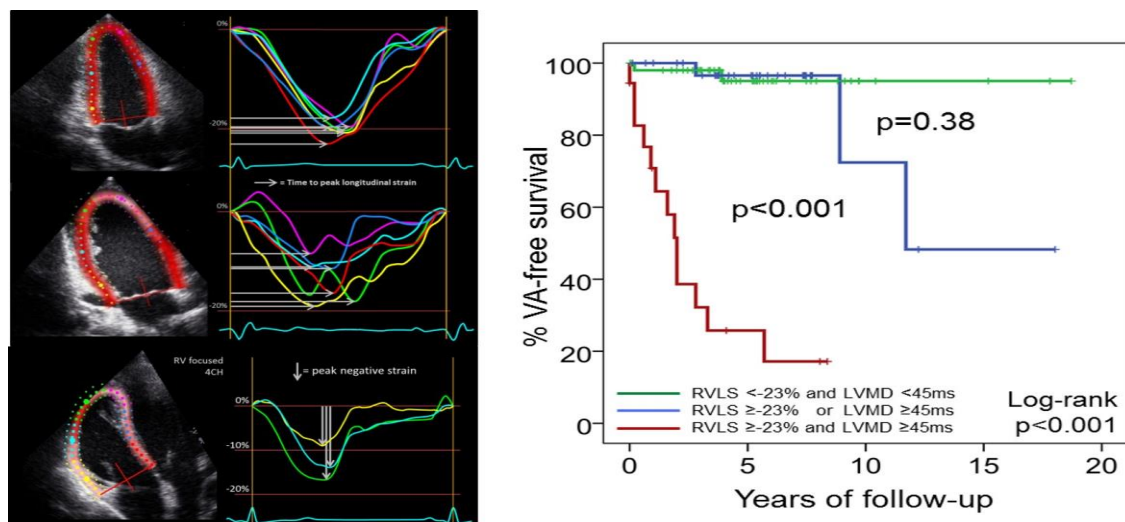 0%
-20%
→ = Time to peak longitudinal strain
0%
-20%
RV focused
4CH
↓ = peak negative strain
0%
-10%
-20%
% VA-free survival
100
80
60
40
20
0
p=0.38
p<0.001
RVLS <-23% and LVMD <45ms
RVLS ≥-23% or LVMD ≥45ms
RVLS ≥-23% and LVMD ≥45ms
Log-rank
p<0.001
0 5 10 15 20
Years of follow-up